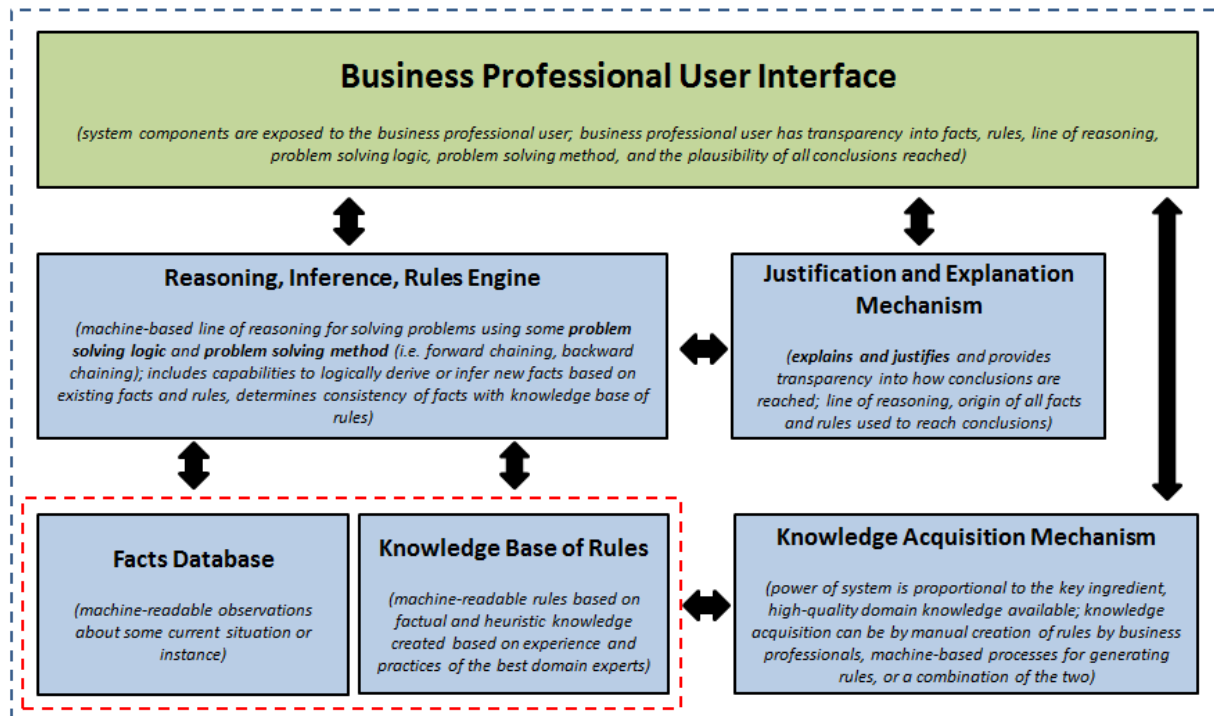 Business Professional User Interface
(system components are exposed to the business professional user; business professional user has transparency into facts, rules, line of reasoning,
problem solving logic, problem solving method, and the plausibility of all conclusions reached)
Reasoning, Inference, Rules Engine
(machine-based line of reasoning for solving problems using some problem
solving logic and problem solving method (i.e. forward chaining, backward
chaining); includes capabilities to logically derive or infer new facts based on
existing facts and rules, determines consistency of facts with knowledge base of
rules)
Justification and Explanation
Mechanism
(explains and justifies and provides
transparency into how conclusions are
reached; line of reasoning, origin of all facts
and rules used to reach conclusions)
Facts Database
(machine-readable observations
about some current situation or
instance)
Knowledge Base of Rules
(machine-readable rules based on
factual and heuristic knowledge
created based on experience and
practices of the best domain experts)
Knowledge Acquisition Mechanism
(power of system is proportional to the key ingredient,
high-quality domain knowledge available; knowledge
acquisition can be by manual creation of rules by business
professionals, machine-based processes for generating
rules, or a combination of the two)